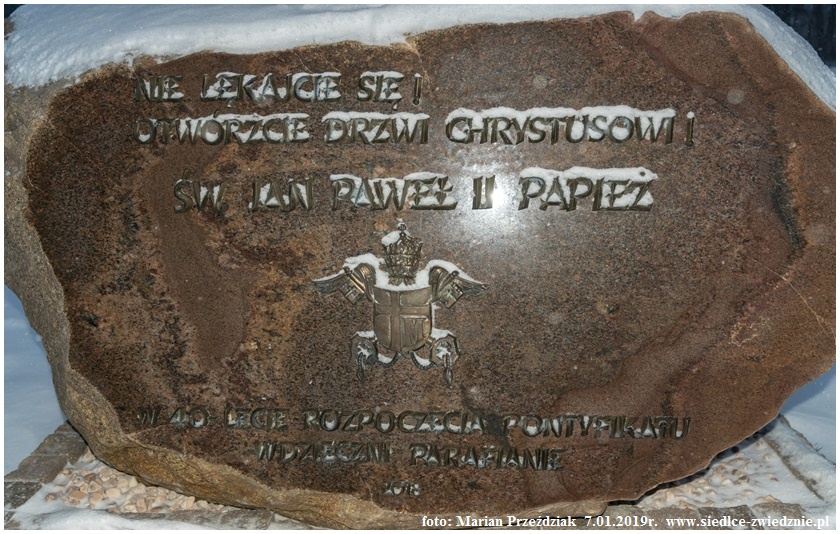 NIE LĘKAJCIE SIĘ !
OTWÓRZCIE DRZWI CHRYSTUSOWI !
ŚW. JAN PAWEŁ II PAPIEŻ
W 40-LECIE ROZPOCZĘCIA PONTYFIKATU
WDZIĘCZNI PARAFIANIE
2018
foto: Marian Przeździak 7.01.2019r. www.siedlce-zwiedznie.pl